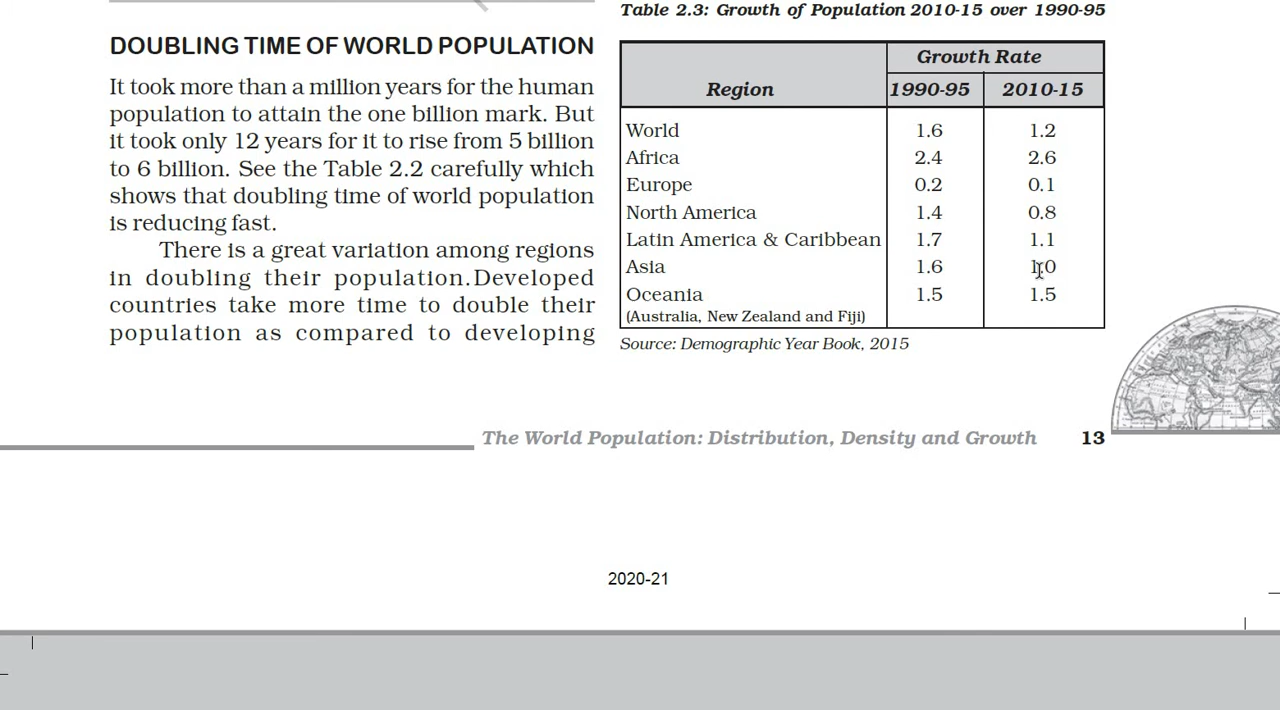 DOUBLING TIME OF WORLD POPULATION
It took more than a million years for the human
population to attain the one billion mark. But
it took only 12 years for it to rise from 5 billion
to 6 billion. See the Table 2.2 carefully which
shows that doubling time of world population
is reducing fast.
There is a great variation among regions
in doubling their population.Developed
countries take more time to double their
population as compared to developing
Table 2.3: Growth of Population 2010-15 over 1990-95
Growth Rate
Region 1990-95 2010-15
World 1.6 1.2
Africa 2.4 2.6
Europe 0.2 0.1
North America 1.4 0.8
Latin America & Caribbean 1.7 1.1
Asia 1.6 1.0
Oceania 1.5 1.5
(Australia, New Zealand and Fiji)
Source: Demographic Year Book, 2015
The World Population: Distribution, Density and Growth 13
2020-21